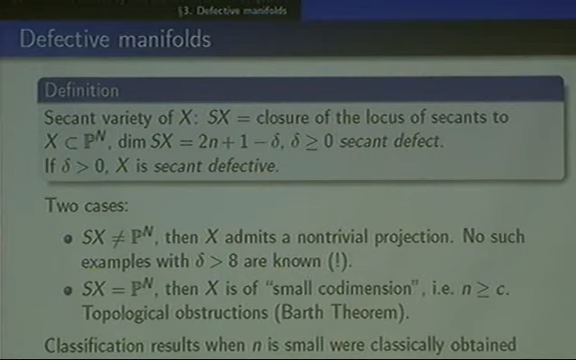 §3. Defective manifolds
Defective manifolds
Definition
Secant variety of X: SX = closure of the locus of secants to
X ⊂ ℙᴺ, dim SX = 2n + 1 − δ, δ ≥ 0 secant defect.
If δ > 0, X is secant defective.
Two cases:
• SX ≠ ℙᴺ, then X admits a nontrivial projection. No such
examples with δ > 8 are known (!).
• SX = ℙᴺ, then X is of "small codimension", i.e. n ≥ c.
Topological obstructions (Barth Theorem).
Classification results when n is small were classically obtained